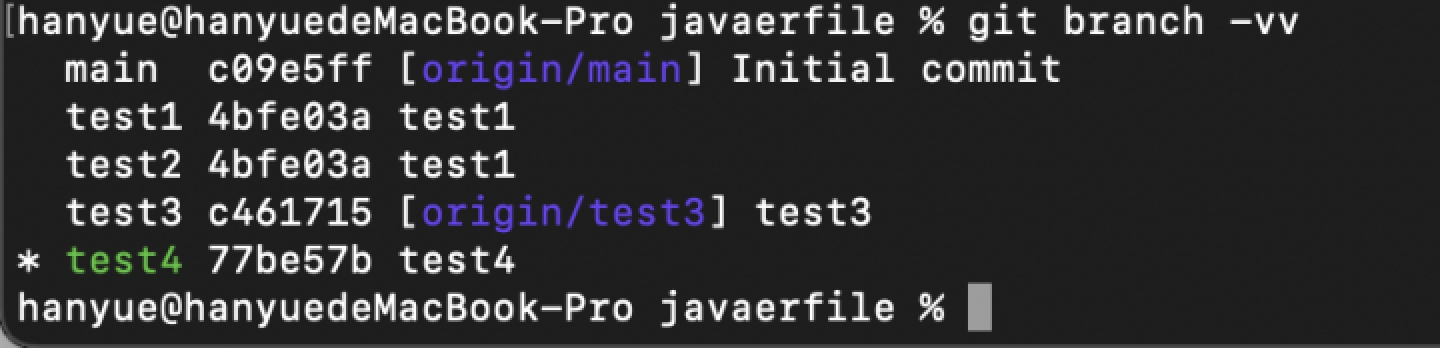 [hanyue@hanyuedeMacBook-Pro javaerfile % git branch -vv
  main  c09e5ff [origin/main] Initial commit
  test1 4bfe03a test1
  test2 4bfe03a test1
  test3 c461715 [origin/test3] test3
* test4 77be57b test4
hanyue@hanyuedeMacBook-Pro javaerfile %